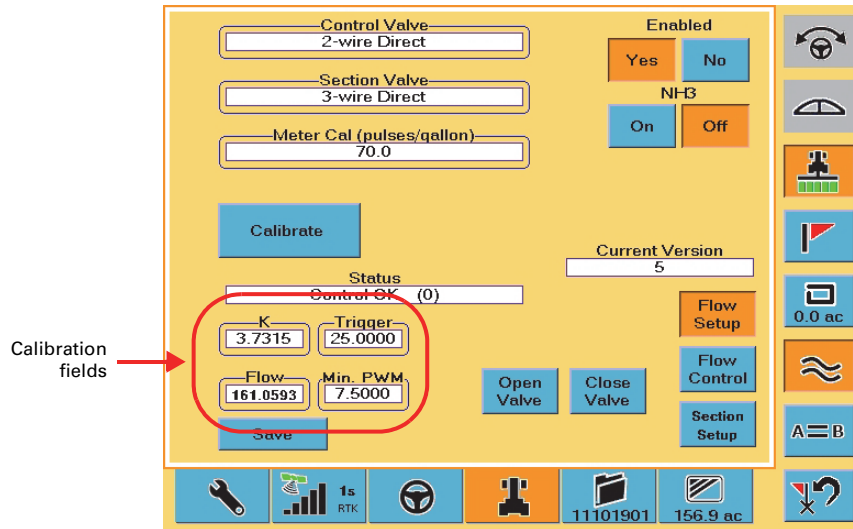 Control Valve
2-wire Direct
Section Valve
3-wire Direct
Meter Cal (pulses/gallon)
70.0
Enabled
Yes
No
NH3
On
Off
Calibrate
Current Version
5
Status
Control OK (0)
K
3.7315
Trigger
25.0000
Flow
161.0593
Min. PWM
7.5000
Save
Open
Valve
Close
Valve
Flow
Setup
Flow
Control
Section
Setup
Calibration
fields
0.0 ac
A=B
1s
RTK
11101901
156.9 ac